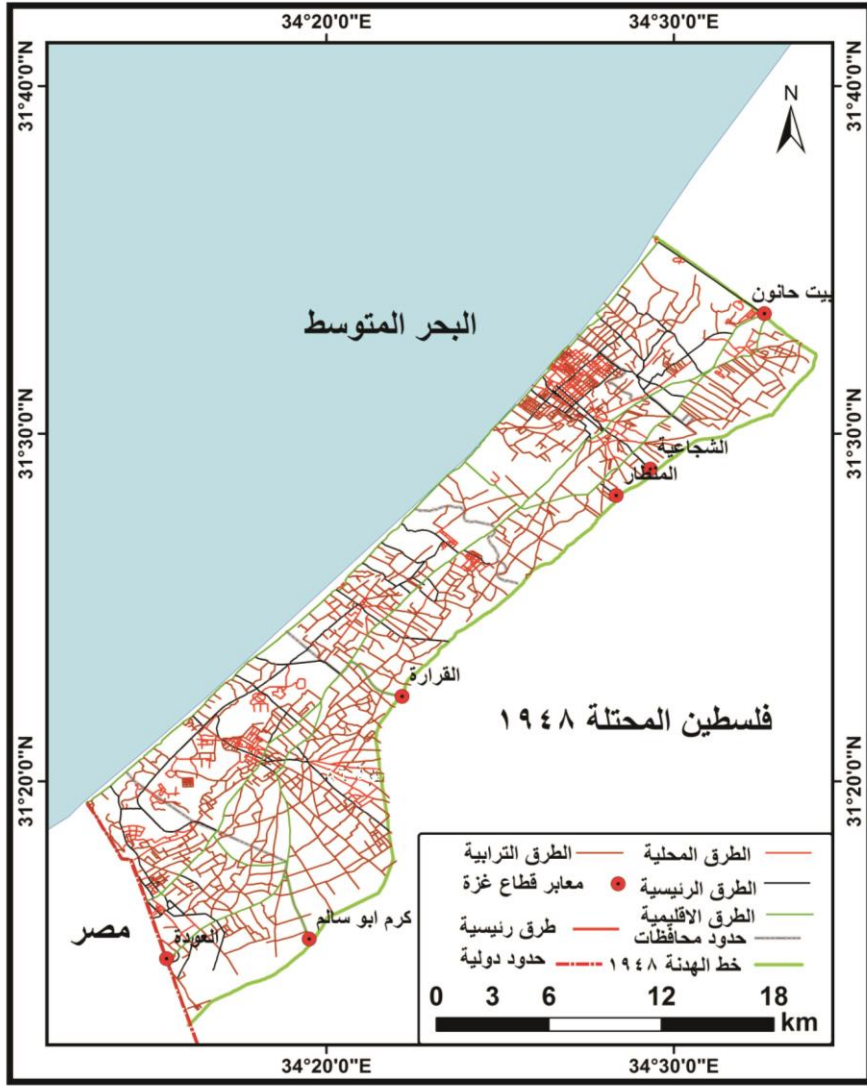 34°20'0"E 34°30'0"E
31°40'0"N 31°40'0"N
N
بيت حانون
البحر المتوسط
31°30'0"N 31°30'0"N
الشجاعية
المنطار
القرارة
فلسطين المحتلة ١٩٤٨
31°20'0"N 31°20'0"N
الطرق المحلية الطرق الترابية
الطرق الرئيسية معابر قطاع غزة
الطرق الاقليمية طرق رئيسية
حدود محافظات
خط الهدنة ١٩٤٨ حدود دولية
كرم ابو سالم
مصر
العودة
0 3 6 12 18
km
34°20'0"E 34°30'0"E